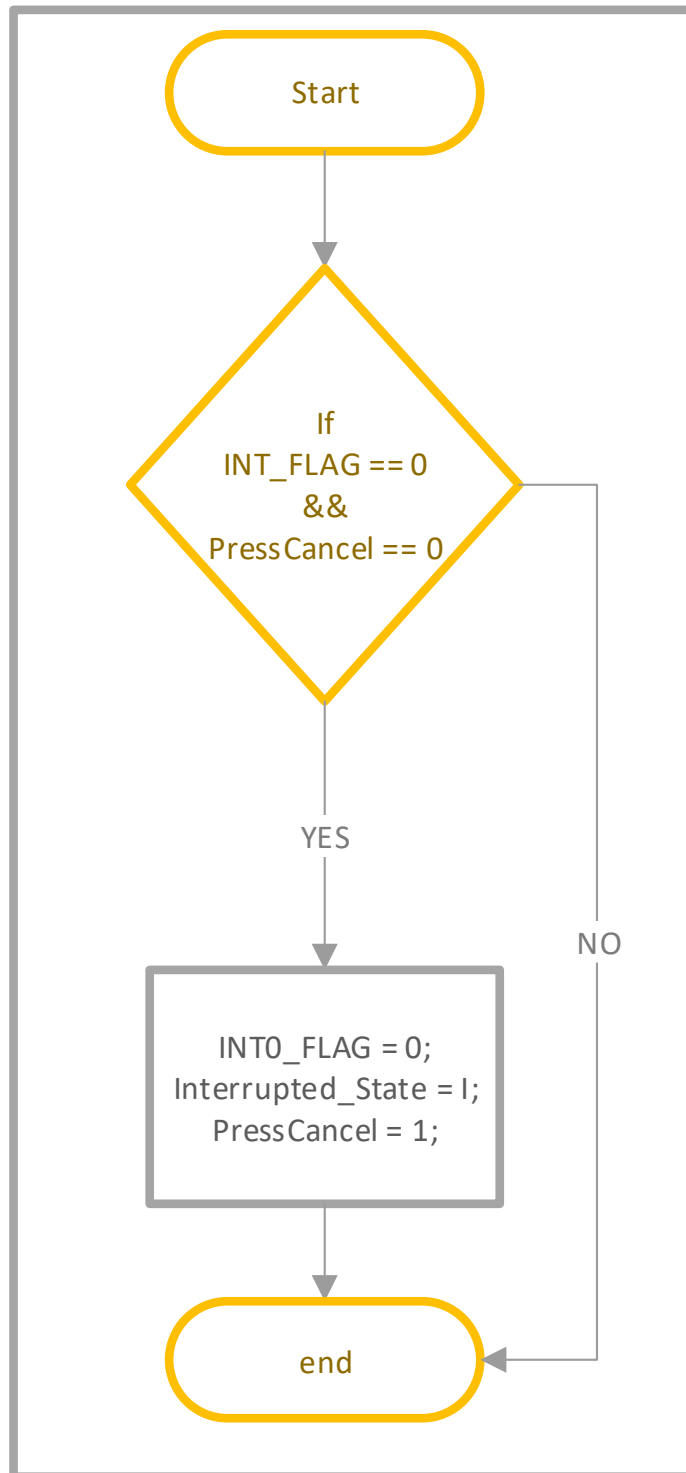 Start
If
INT_FLAG == 0
&&
PressCancel == 0
YES
NO
INT0_FLAG = 0;
Interrupted_State = I;
PressCancel = 1;
end